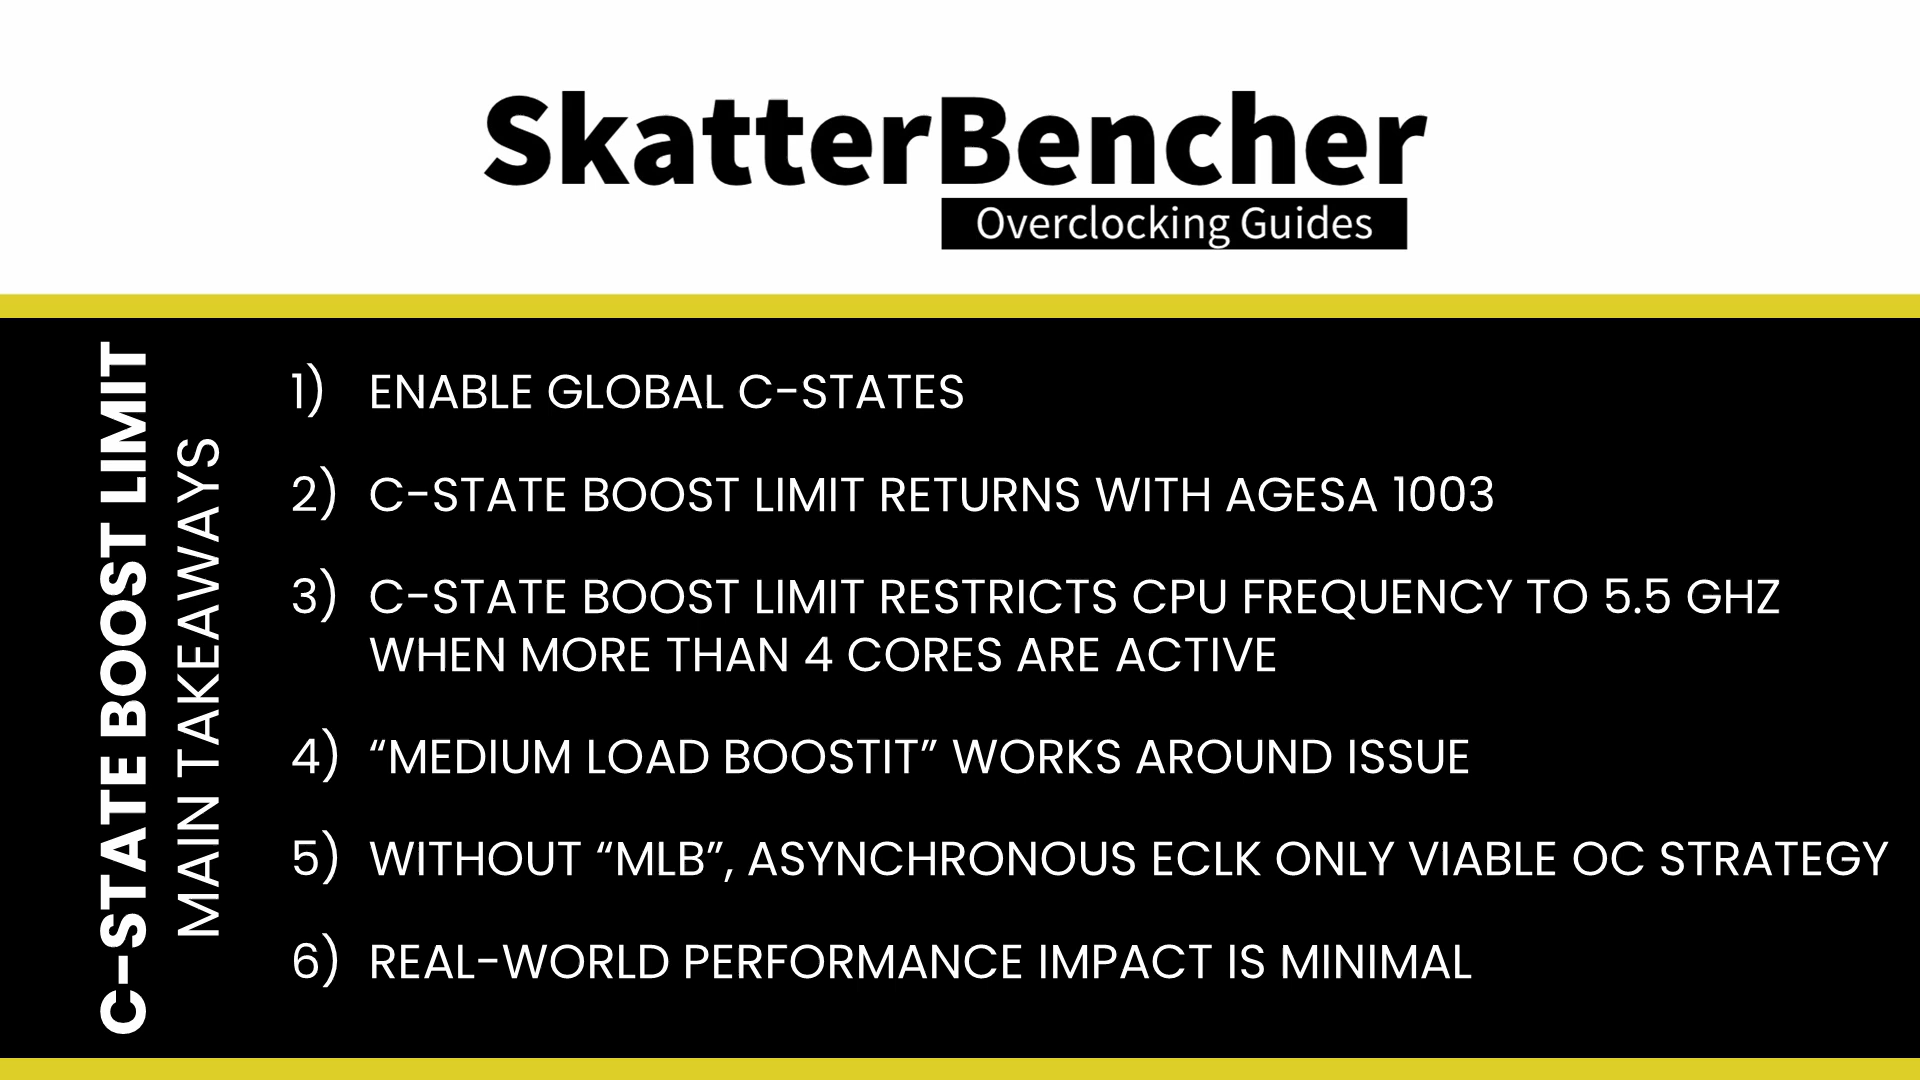 SkatterBencher
Overclocking Guides
C-STATE BOOST LIMIT
MAIN TAKEAWAYS
1) ENABLE GLOBAL C-STATES
2) C-STATE BOOST LIMIT RETURNS WITH AGESA 1003
3) C-STATE BOOST LIMIT RESTRICTS CPU FREQUENCY TO 5.5 GHZ
WHEN MORE THAN 4 CORES ARE ACTIVE
4) “MEDIUM LOAD BOOSTIT” WORKS AROUND ISSUE
5) WITHOUT “MLB”, ASYNCHRONOUS ECLK ONLY VIABLE OC STRATEGY
6) REAL-WORLD PERFORMANCE IMPACT IS MINIMAL